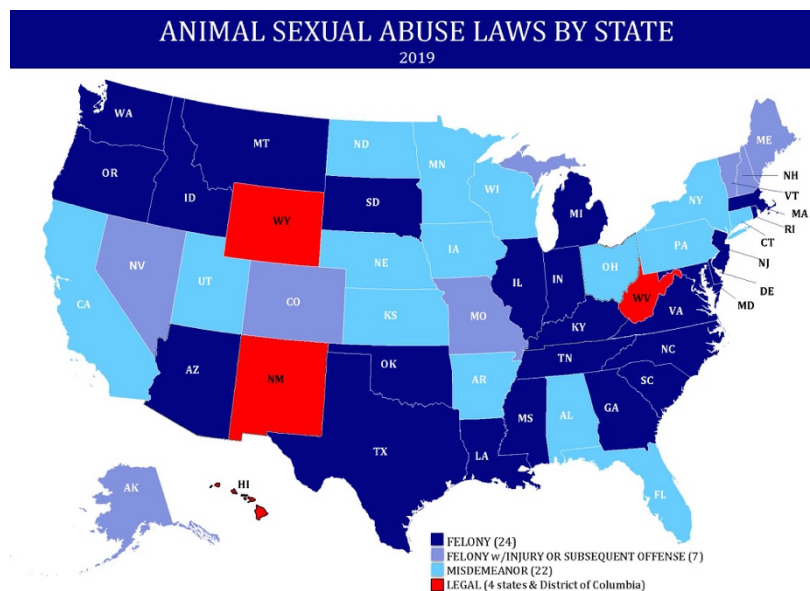 ANIMAL SEXUAL ABUSE LAWS BY STATE
2019
WA
MT
ND
MN
ME
OR
ID
WY
SD
WI
MI
NY
NH
VT
MA
RI
CT
NV
UT
NE
IA
PA
NJ
CA
CO
KS
MO
IL
IN
OH
WV
DE
MD
VA
KY
AZ
NM
OK
AR
TN
NC
SC
TX
LA
MS
AL
GA
FL
AK
HI
FELONY (24)
FELONY w/INJURY OR SUBSEQUENT OFFENSE (7)
MISDEMEANOR (22)
LEGAL (4 states & District of Columbia)